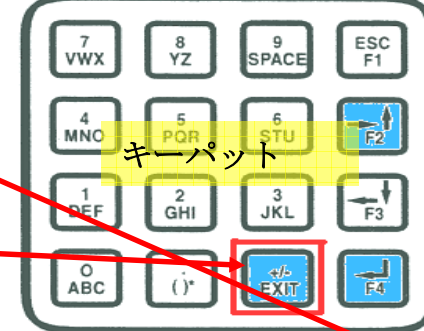 7 8 9 ESC
VWX YZ SPACE F1
4 5 6
MNO PQR STU F2
キーパット
1 2 3
DEF GHI JKL F3
0 . +/-
ABC ( )* EXIT F4